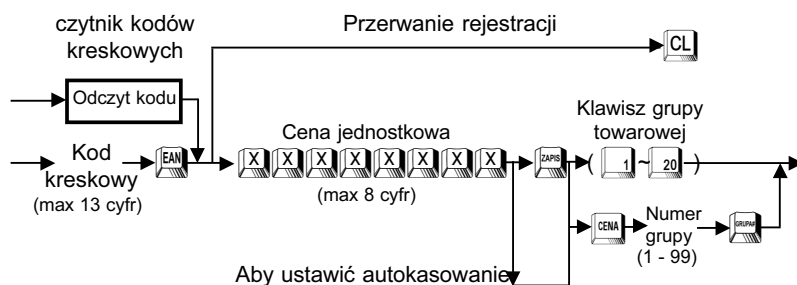 czytnik kodów
kreskowych
Przerwanie rejestracji
CL
Odczyt kodu
Kod
kreskowy
(max 13 cyfr)
EAN
Cena jednostkowa
X X X X X X X X
(max 8 cyfr)
ZAPIS
Klawisz grupy
towarowej
( 1 ~ 20 )
CENA
Numer
grupy
(1 - 99)
GRUPA#
Aby ustawić autokasowanie